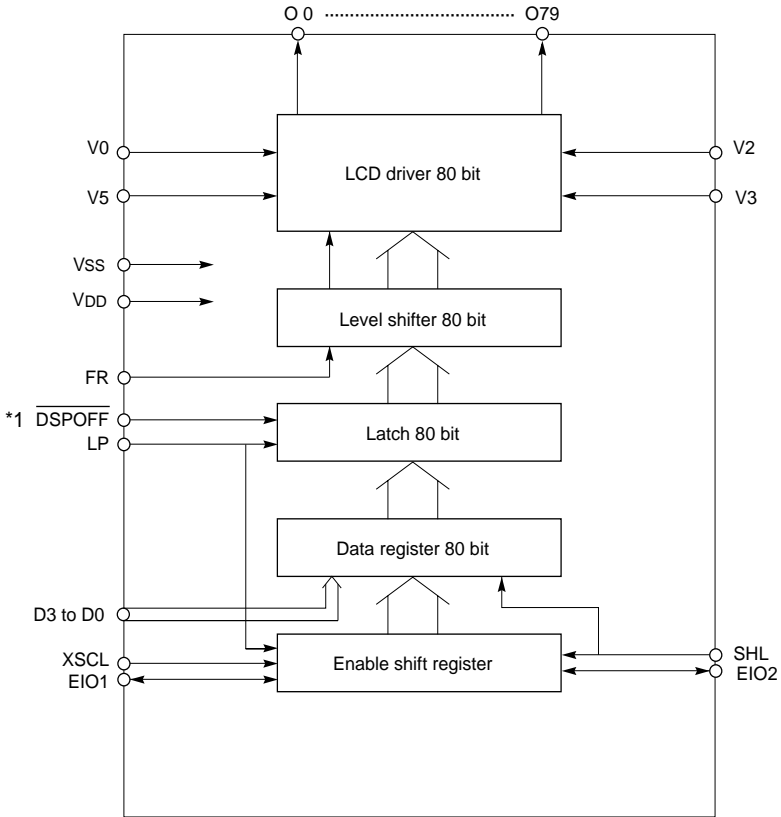 O 0 ........................................ O79
V0
V5
VSS
VDD
FR
*1 DSPOFF
LP
D3 to D0
XSCL
EIO1
LCD driver 80 bit
Level shifter 80 bit
Latch 80 bit
Data register 80 bit
Enable shift register
V2
V3
SHL
EIO2